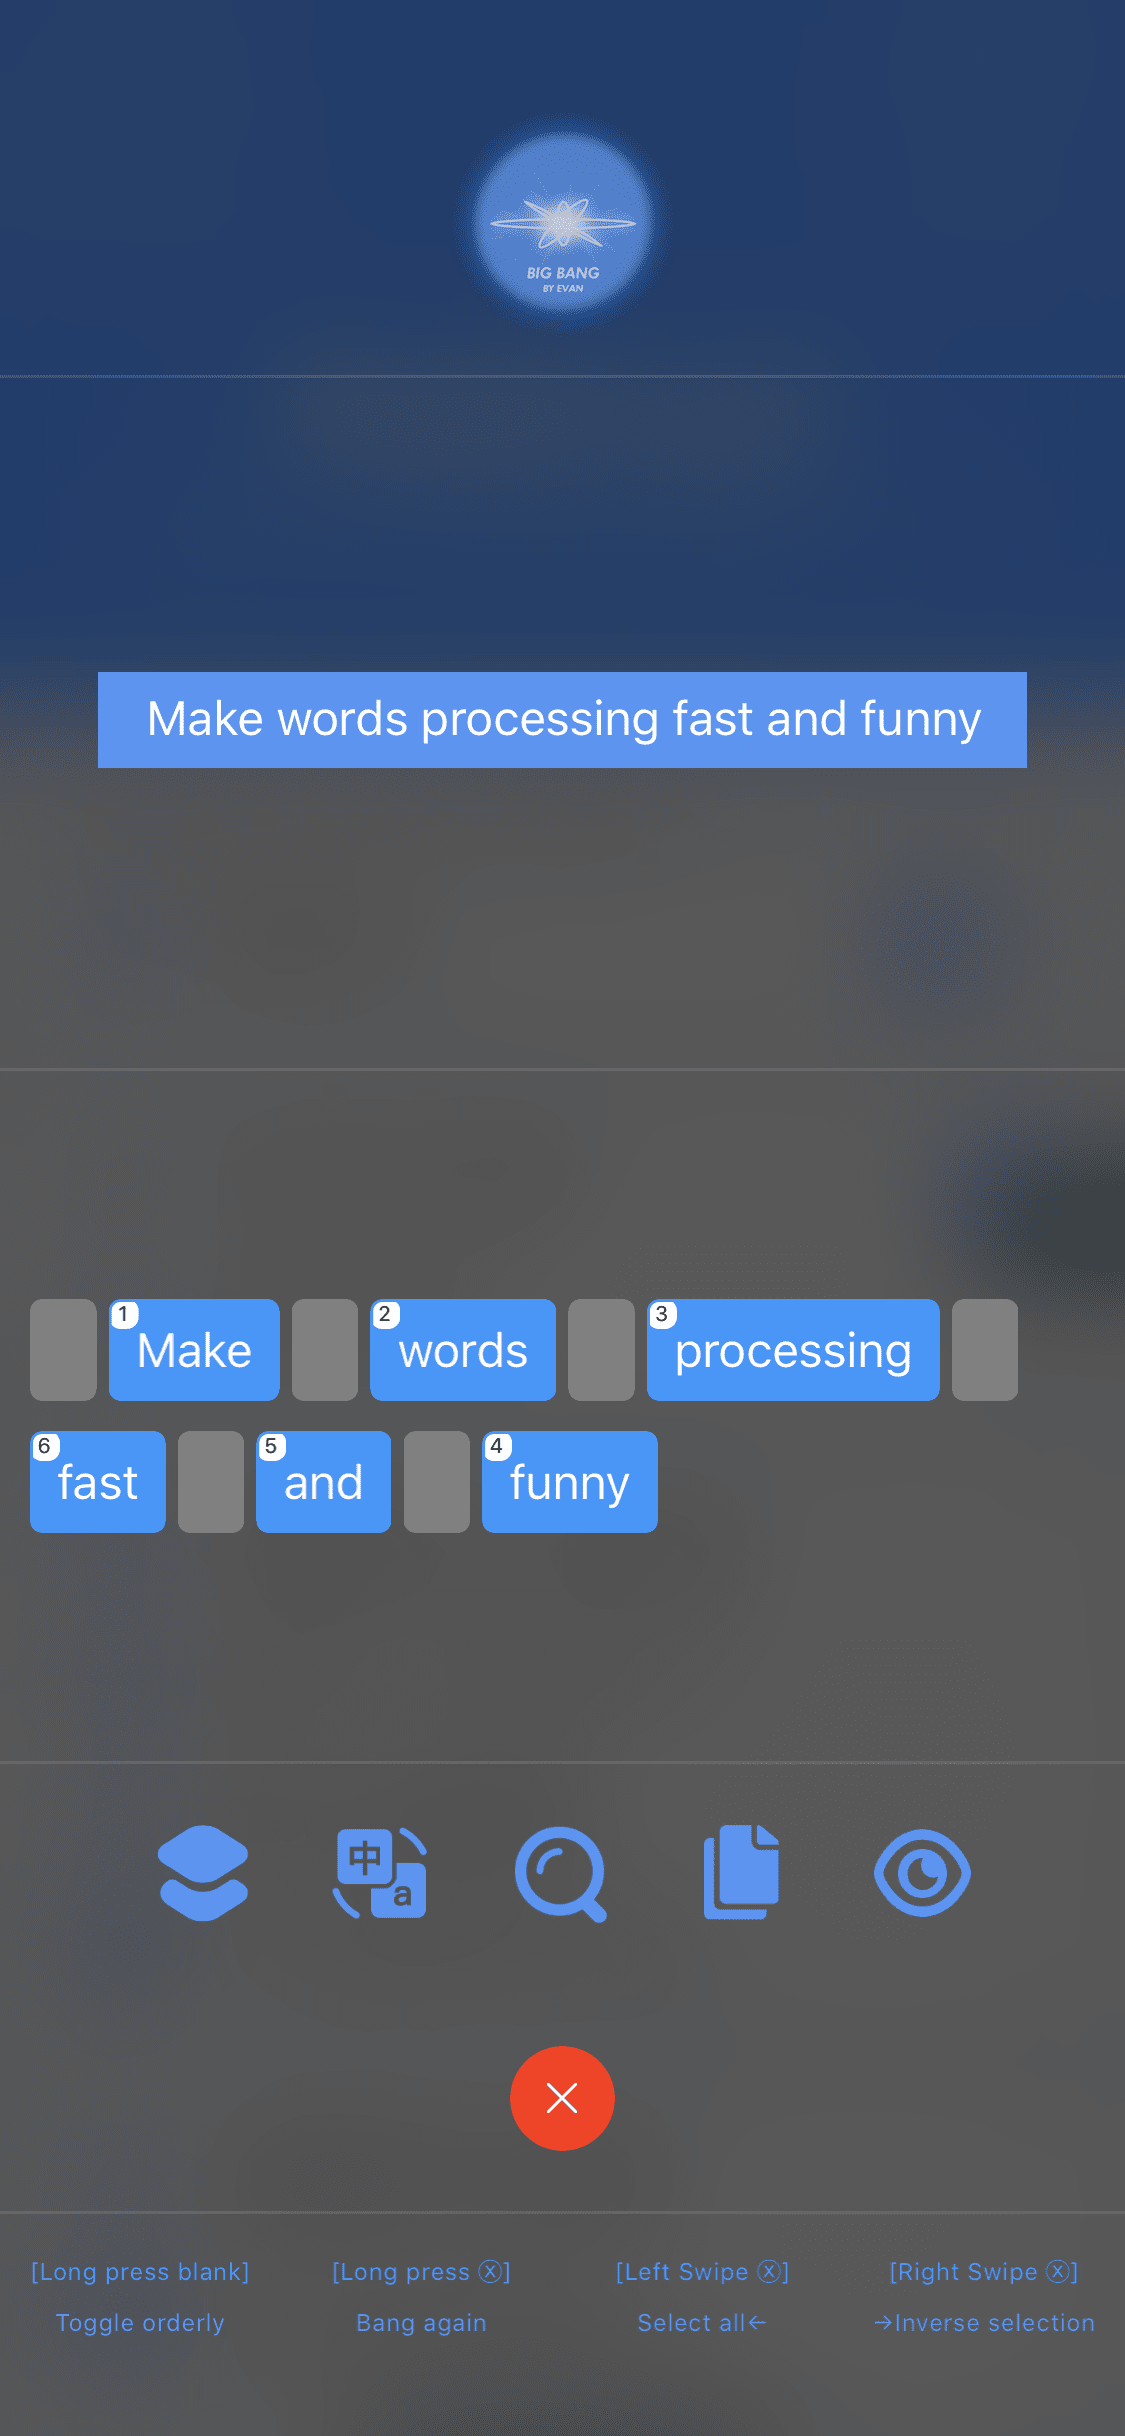 BIG BANG
BY EVAN
Make words processing fast and funny
1 Make 2 words 3 processing
6 fast 5 and 4 funny
中 a
[Long press blank] [Long press ⓧ] [Left Swipe ⓧ] [Right Swipe ⓧ]
Toggle orderly Bang again Select all← →Inverse selection